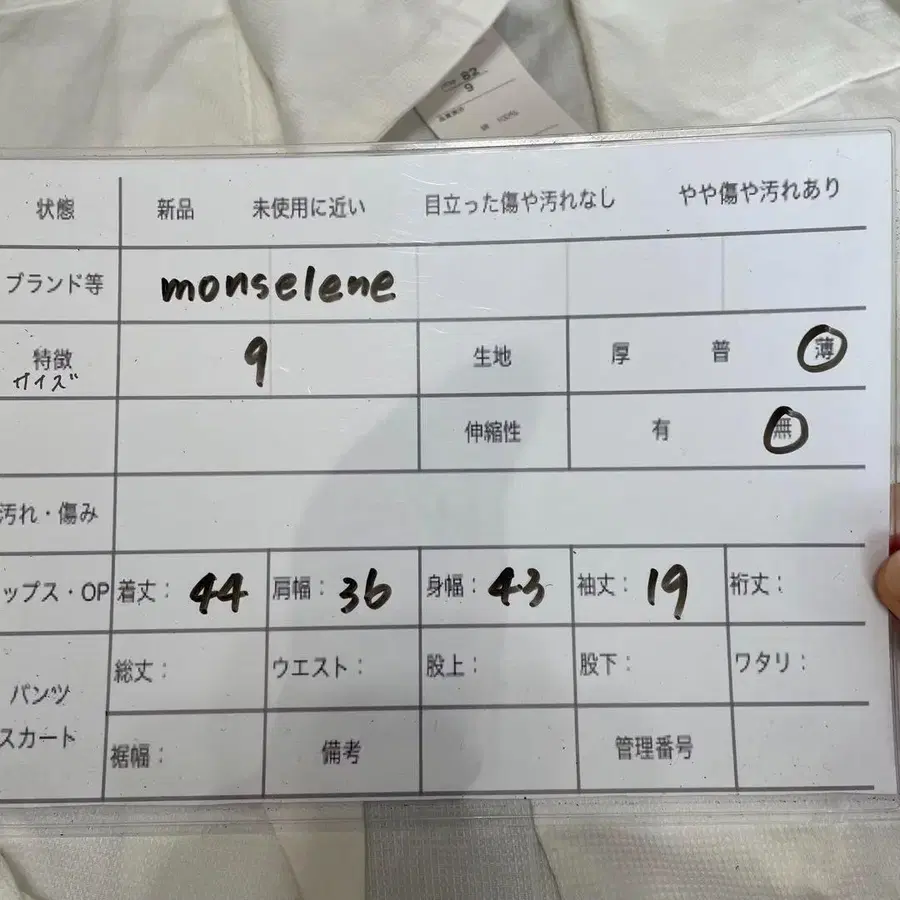 82
9
状態 新品 未使用に近い 目立った傷や汚れなし やや傷や汚れあり
ブランド等 monselene
特徴 9 生地 厚 普 薄
サイズ
伸縮性 有 無
汚れ・傷み
ップス・OP 着丈: 44 肩幅: 36 身幅: 43 袖丈: 19 裄丈:
総丈: ウエスト: 股上: 股下: ワタリ:
パンツ
スカート
裾幅: 備考 管理番号